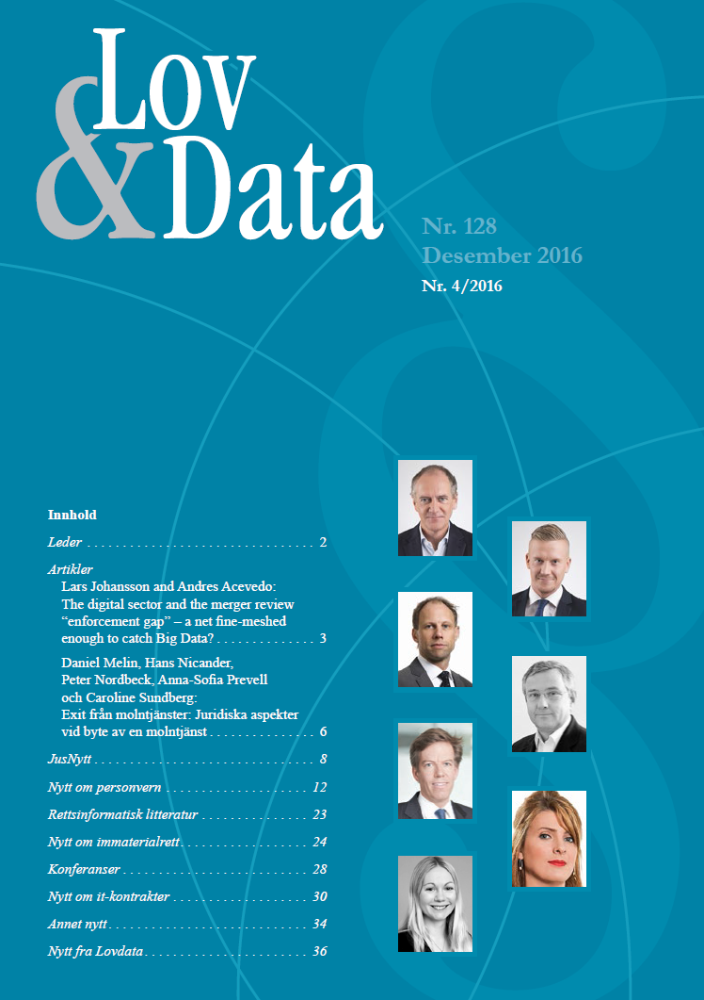 Lov
& Data
Nr. 128
Desember 2016
Nr. 4/2016
Innhold
Leder . . . . . . . . . . . . . . . . . . . . . . . . . . . . . . . . 2
Artikler
Lars Johansson and Andres Acevedo:
The digital sector and the merger review
“enforcement gap” – a net fine-meshed
enough to catch Big Data? . . . . . . . . . . . . . . 3
Daniel Melin, Hans Nicander,
Peter Nordbeck, Anna-Sofia Prevell
och Caroline Sundberg:
Exit från molntjänster: Juridiska aspekter
vid byte av en molntjänst . . . . . . . . . . . . . . . 6
JusNytt . . . . . . . . . . . . . . . . . . . . . . . . . . . . . . 8
Nytt om personvern . . . . . . . . . . . . . . . . . . . . 12
Rettsinformatisk litteratur . . . . . . . . . . . . . . . 23
Nytt om immaterialrett . . . . . . . . . . . . . . . . . . 24
Konferanser . . . . . . . . . . . . . . . . . . . . . . . . . . 28
Nytt om it-kontrakter . . . . . . . . . . . . . . . . . . . 30
Annet nytt . . . . . . . . . . . . . . . . . . . . . . . . . . . . 34
Nytt fra Lovdata . . . . . . . . . . . . . . . . . . . . . . . 36